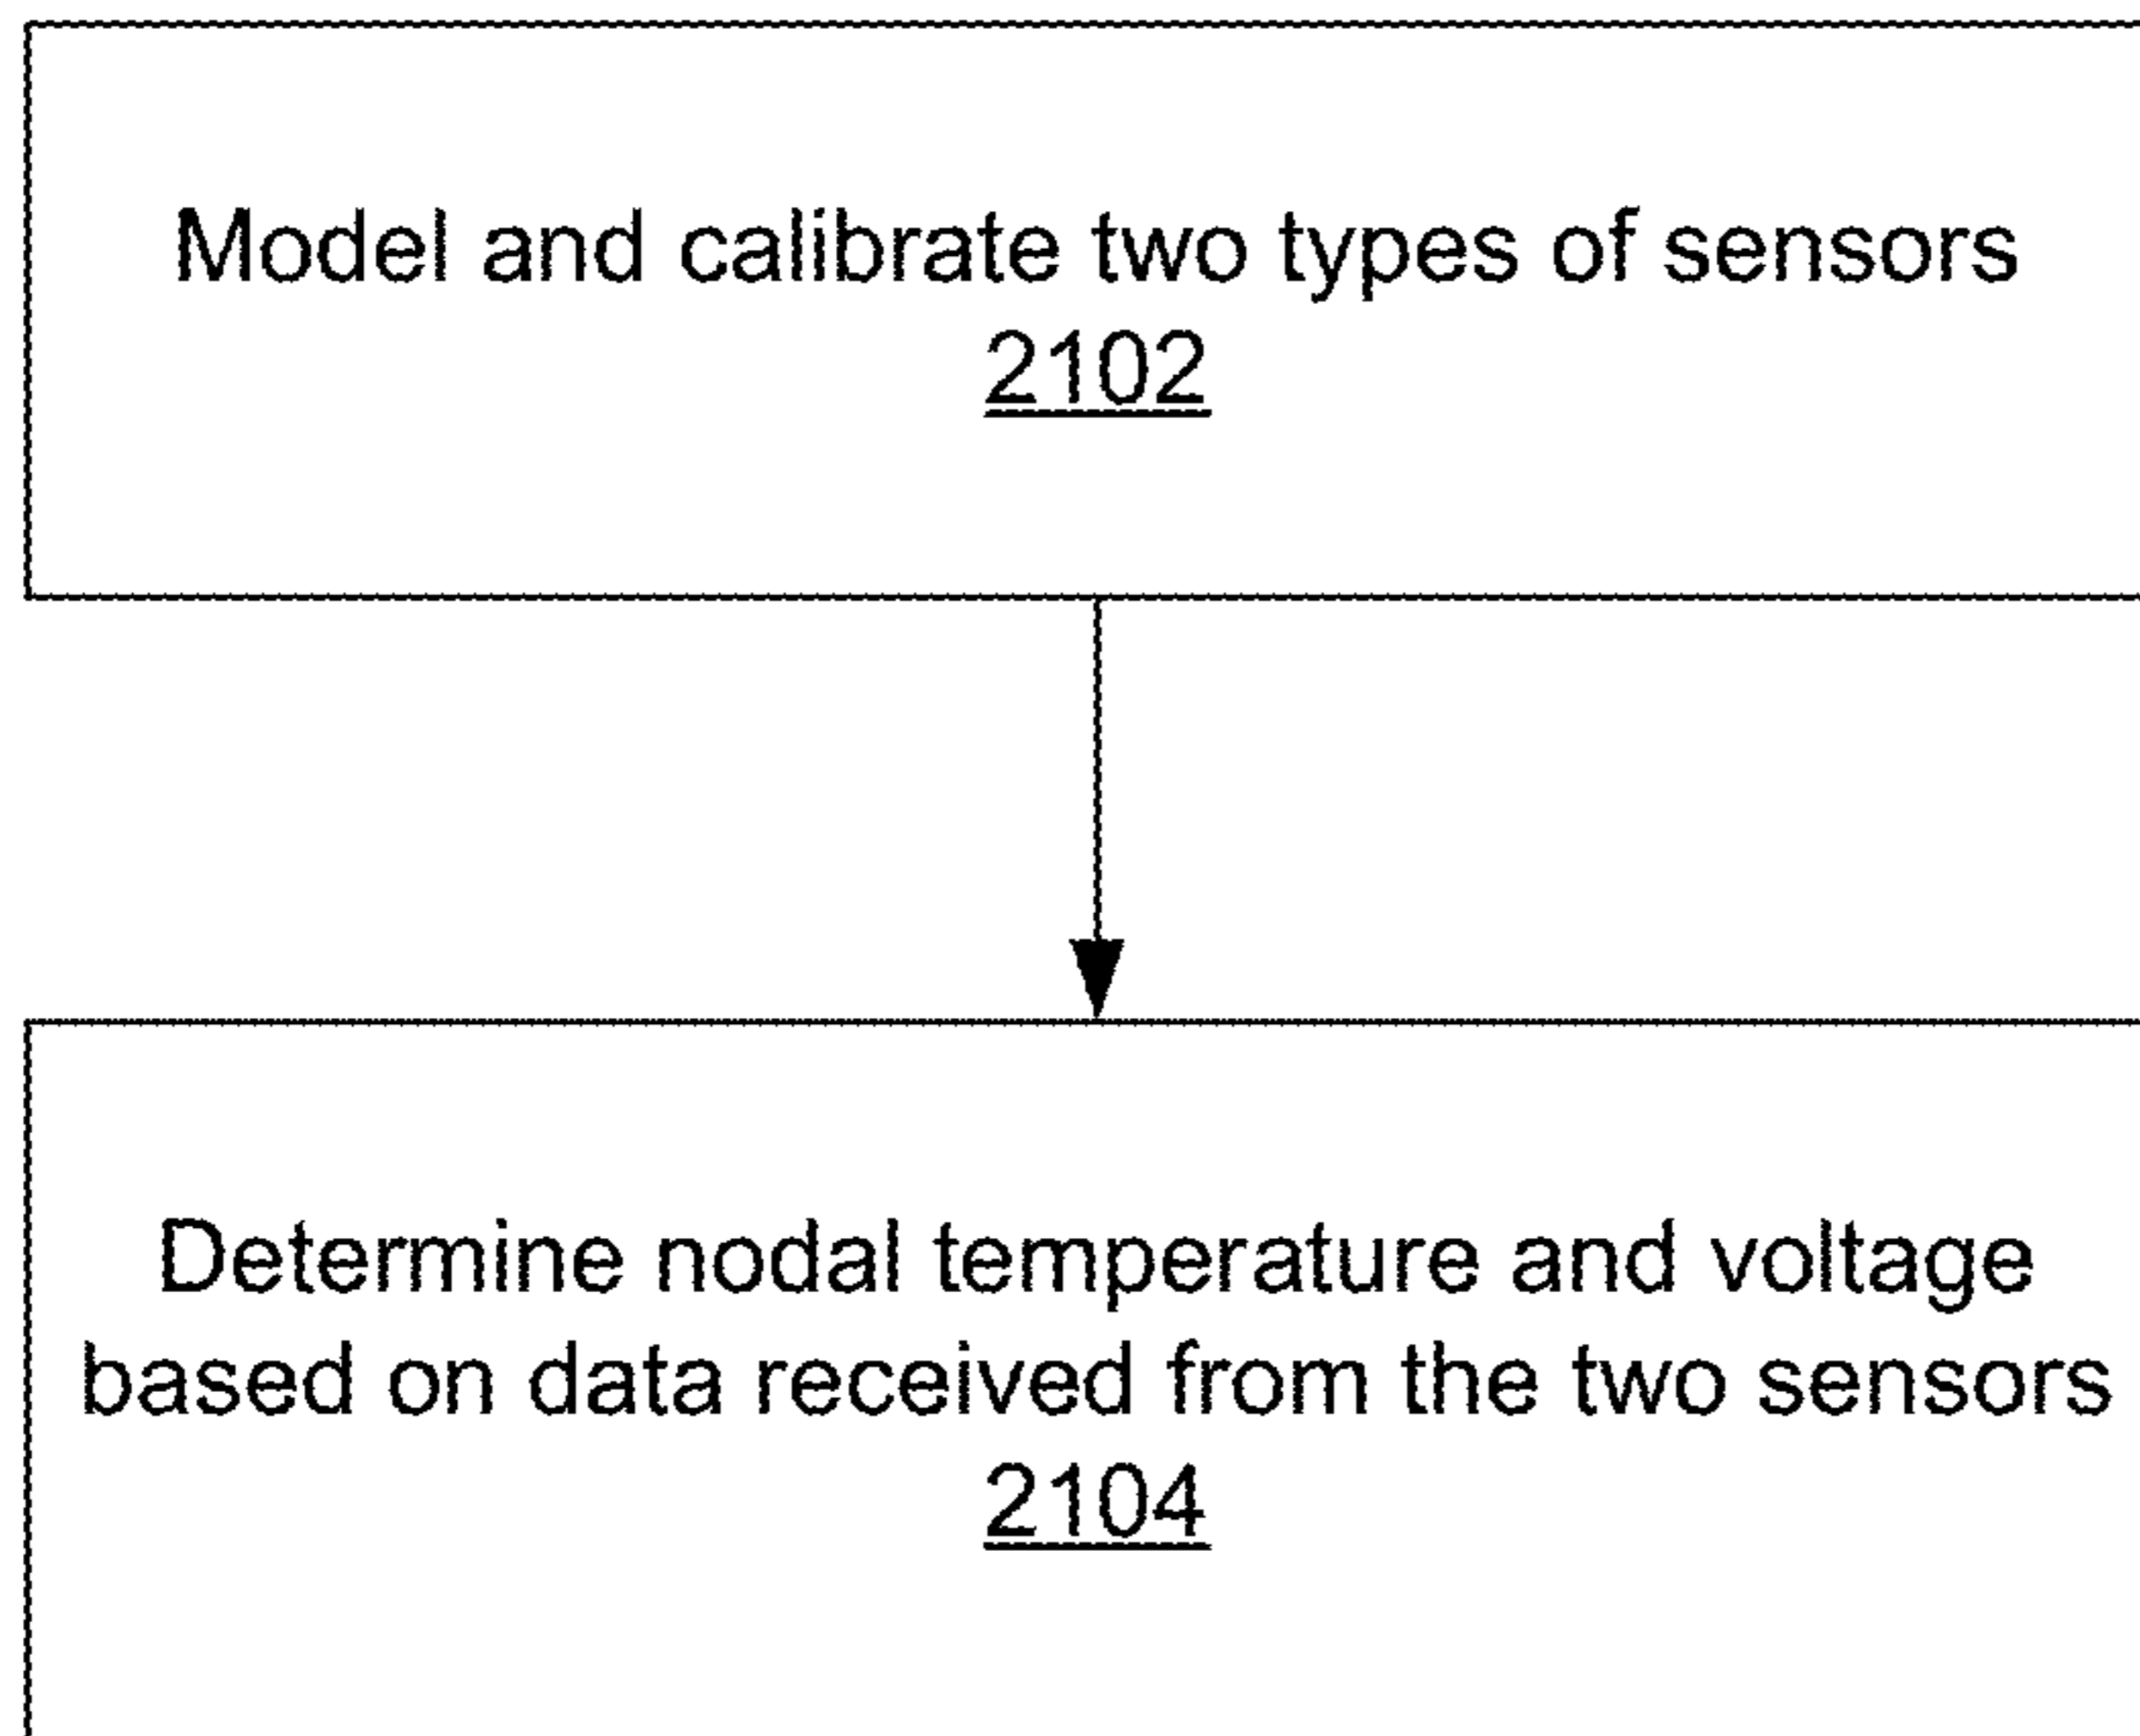 Model and calibrate two types of sensors
2102
Determine nodal temperature and voltage
based on data received from the two sensors
2104